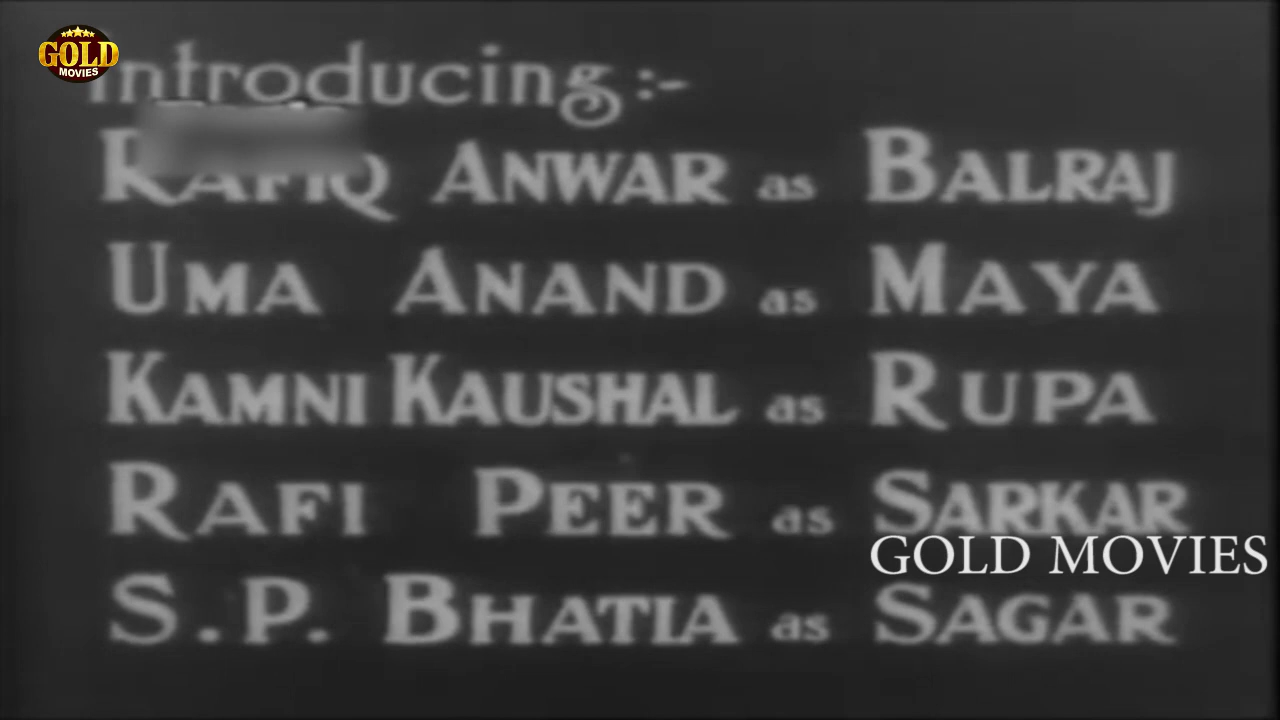 GOLD
MOVIES
Introducing :-
RAFIQ ANWAR as BALRAJ
UMA ANAND as MAYA
KAMNI KAUSHAL as RUPA
RAFI PEER as SARKAR
GOLD MOVIES
S.P. BHATIA as SAGAR